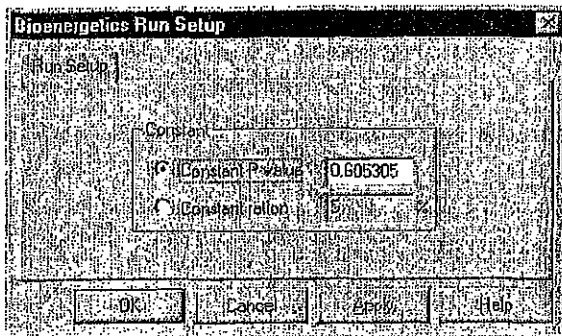 Bioenergetics Run Setup
Run Setup
Constant
Constant P-value 0.605305
Constant ration %
OK Cancel Apply Help